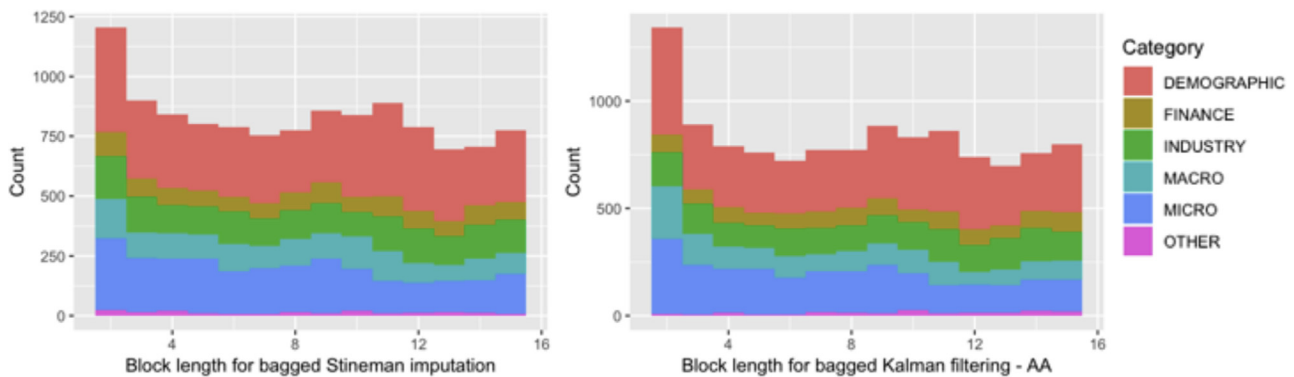 1250
1000
750
500
250
0
Count
4
8
12
16
Block length for bagged Stineman imputation
1000
500
0
Count
4
8
12
16
Block length for bagged Kalman filtering - AA
Category
DEMOGRAPHIC
FINANCE
INDUSTRY
MACRO
MICRO
OTHER